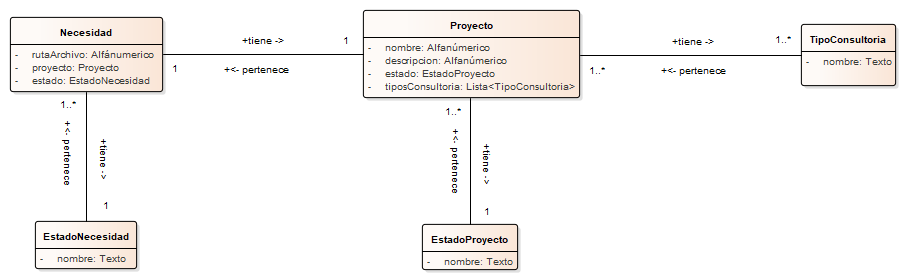 Necesidad
- rutaArchivo: Alfánumerico
- proyecto: Proyecto
- estado: EstadoNecesidad
+tiene ->
1
1
+<- pertenece
Proyecto
- nombre: Alfanúmerico
- descripcion: Alfanúmerico
- estado: EstadoProyecto
- tiposConsultoria: Lista<TipoConsultoria>
+tiene ->
1..*
1..*
+<- pertenece
TipoConsultoria
- nombre: Texto
1..*
+<- pertenece
+tiene ->
1
1..*
+<- pertenece
+tiene ->
1
EstadoNecesidad
- nombre: Texto
EstadoProyecto
- nombre: Texto